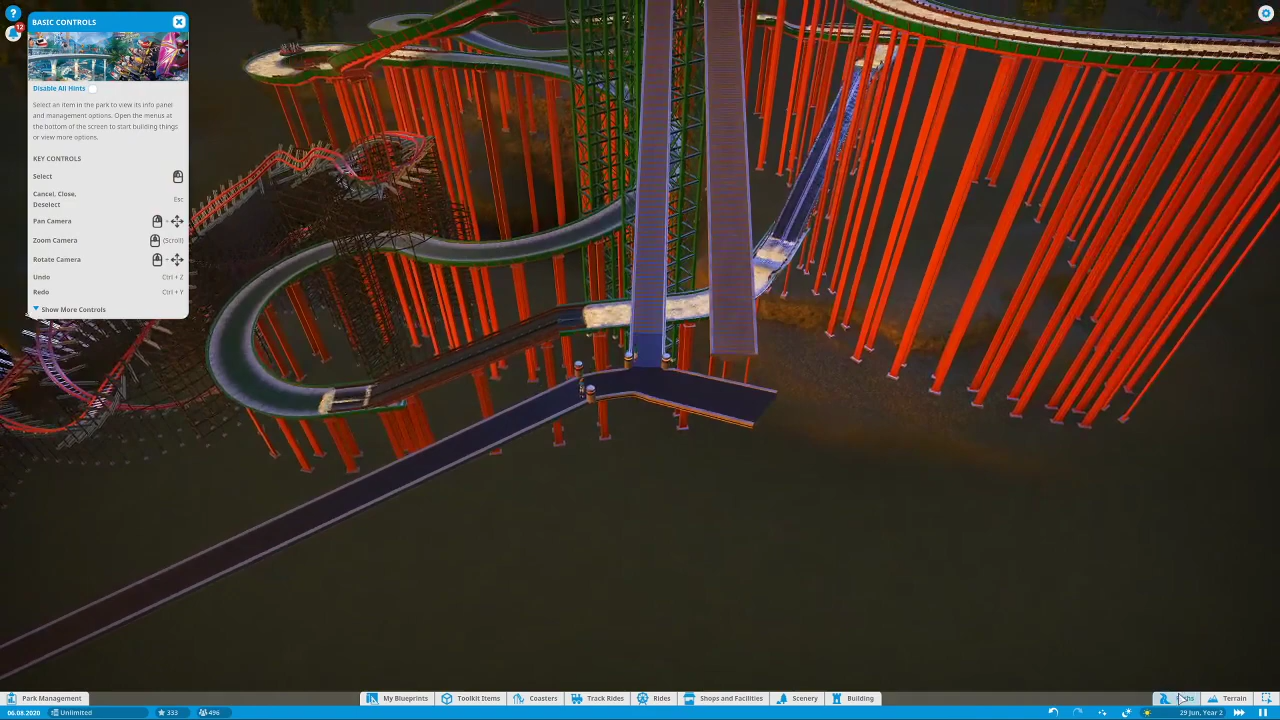 ?
12
BASIC CONTROLS
Disable All Hints
Select an item in the park to view its info panel
and management options. Open the menus at
the bottom of the screen to start building things
or view more options.
KEY CONTROLS
Select
Cancel, Close,
Deselect
Esc
Pan Camera
+
Zoom Camera
(Scroll)
Rotate Camera
+
Undo
Ctrl + Z
Redo
Ctrl + Y
Show More Controls
Park Management
My Blueprints
Toolkit Items
Coasters
Track Rides
Rides
Shops and Facilities
Scenery
Building
Terrain
06.08.2020
Unlimited
333
496
29 Jun, Year 2